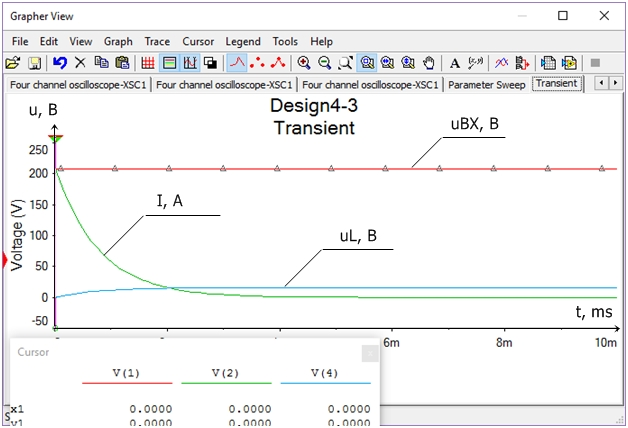 Grapher View
File Edit View Graph Trace Cursor Legend Tools Help
Four channel oscilloscope-XSC1 Four channel oscilloscope-XSC1 Four channel oscilloscope-XSC1 Parameter Sweep Transient
Design4-3
Transient
u, B
uBX, B
I, A
uL, B
Voltage (V)
250
200
150
100
50
0
-50
t, ms
6m 8m 10m
Cursor
V(1) V(2) V(4)
x1 0.0000 0.0000 0.0000
y1 0.0000 0.0000 0.0000